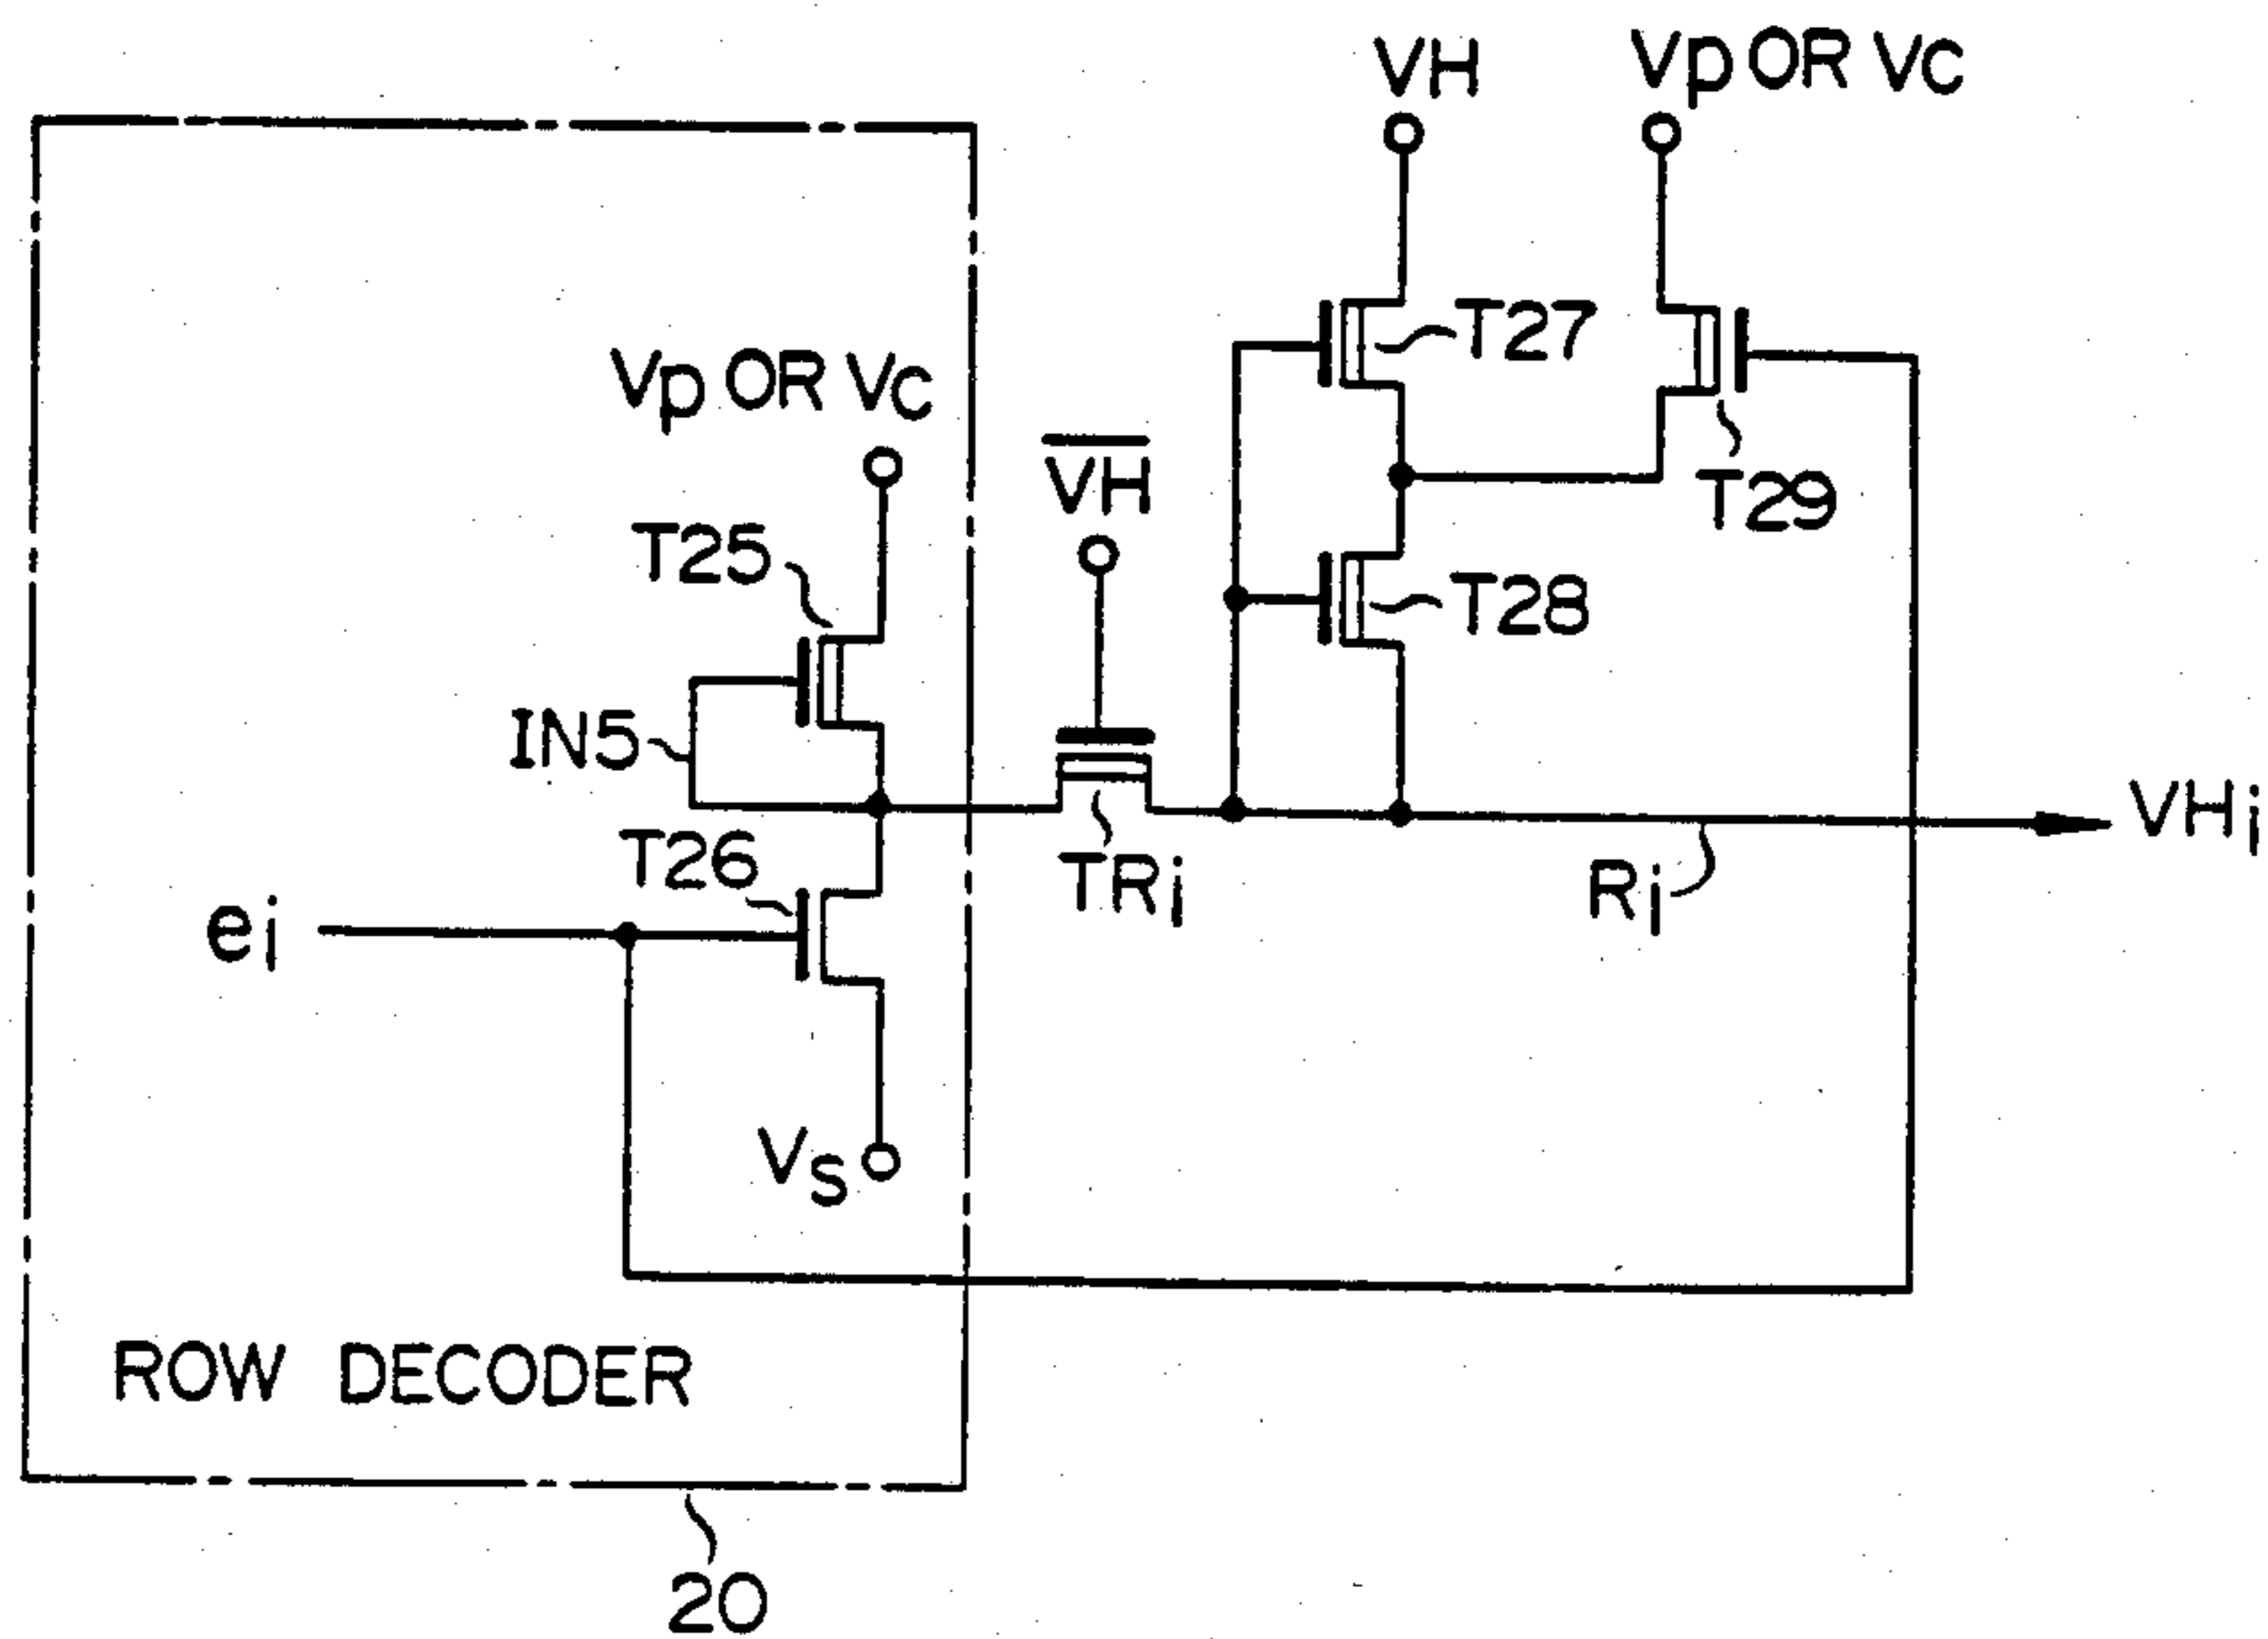 VH
Vp OR Vc
T27
Vp OR Vc
V̅H̅
T29
T25
T28
IN5
VHi
T26
TRi
Ri
ei
Vs
ROW DECODER
20